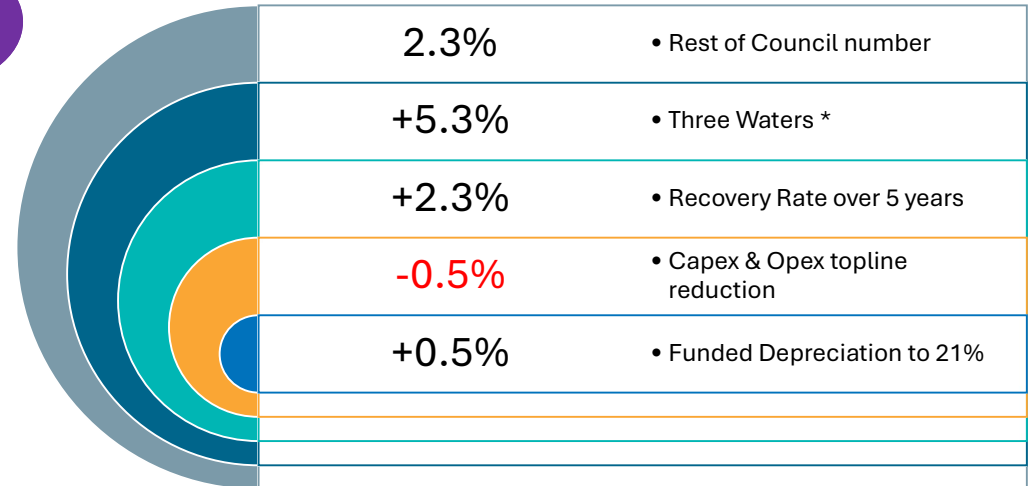 2.3%
• Rest of Council number
+5.3%
• Three Waters *
+2.3%
• Recovery Rate over 5 years
-0.5%
• Capex & Opex topline
reduction
+0.5%
• Funded Depreciation to 21%